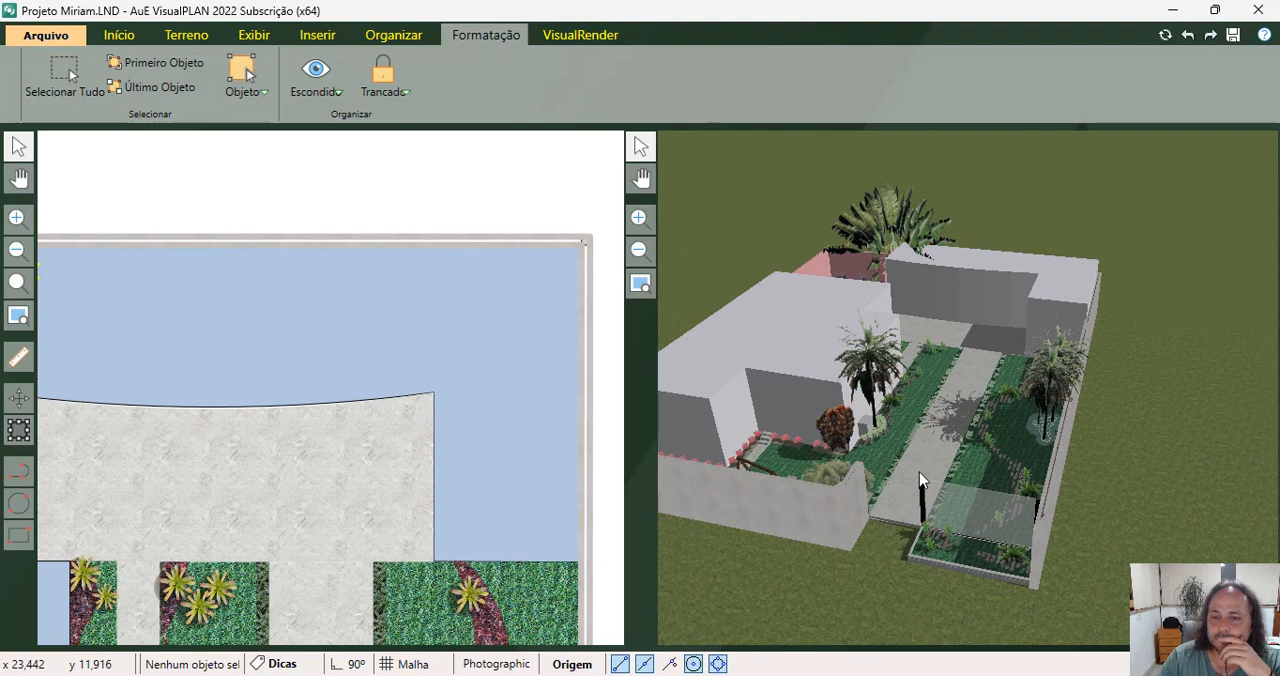 Projeto Miriam.LND - AuE VisualPLAN 2022 Subscrição (x64)
Arquivo Início Terreno Exibir Inserir Organizar Formatação VisualRender
Selecionar Tudo Primeiro Objeto Último Objeto Objeto Escondido Trancado
Selecionar Organizar
x 23,442 y 11,916 Nenhum objeto sel Dicas 90º Malha Photographic Origem